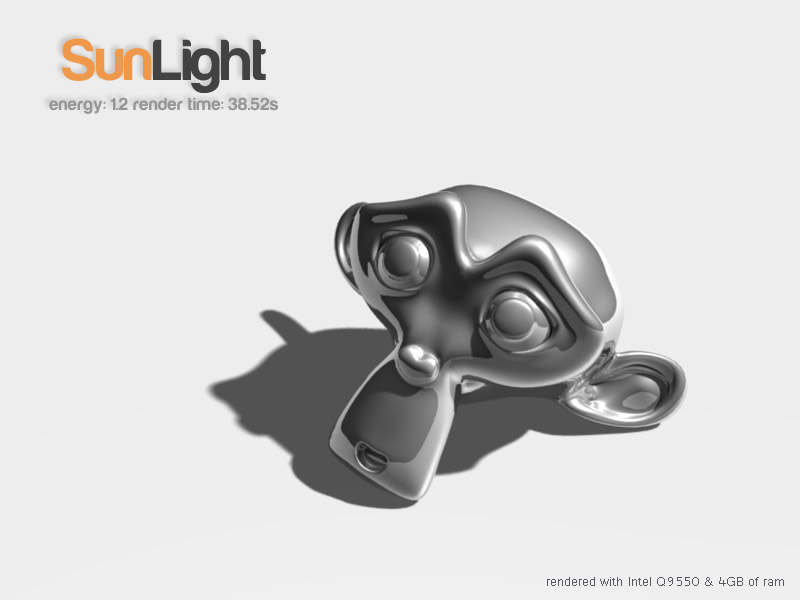 SunLight
energy: 1.2 render time: 38.52s
rendered with Intel Q9550 & 4GB of ram